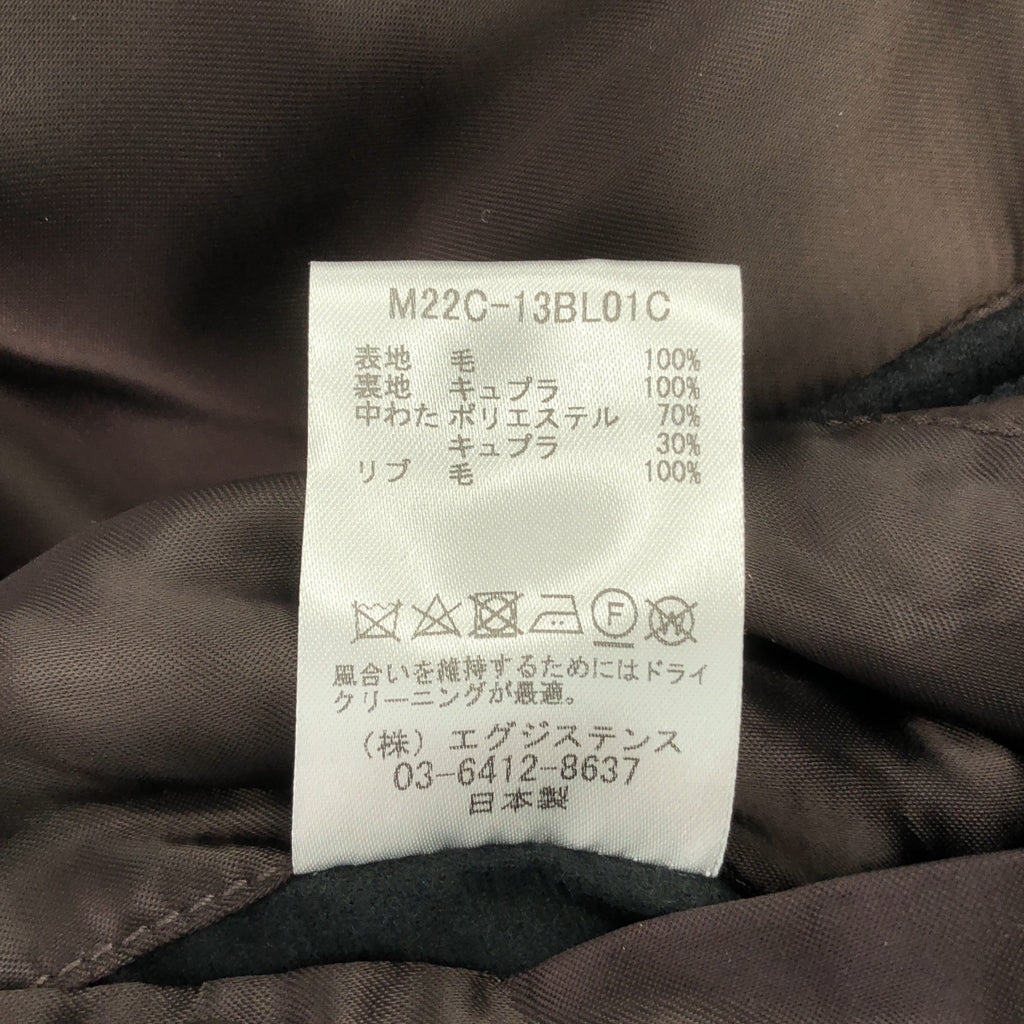 M22C-13BL01C
表地 毛 100%
裏地 キュプラ 100%
中わた ポリエステル 70%
キュプラ 30%
リブ 毛 100%
F W
風合いを維持するためにはドライ
クリーニングが最適。
（株）エグジステンス
03-6412-8637
日本製